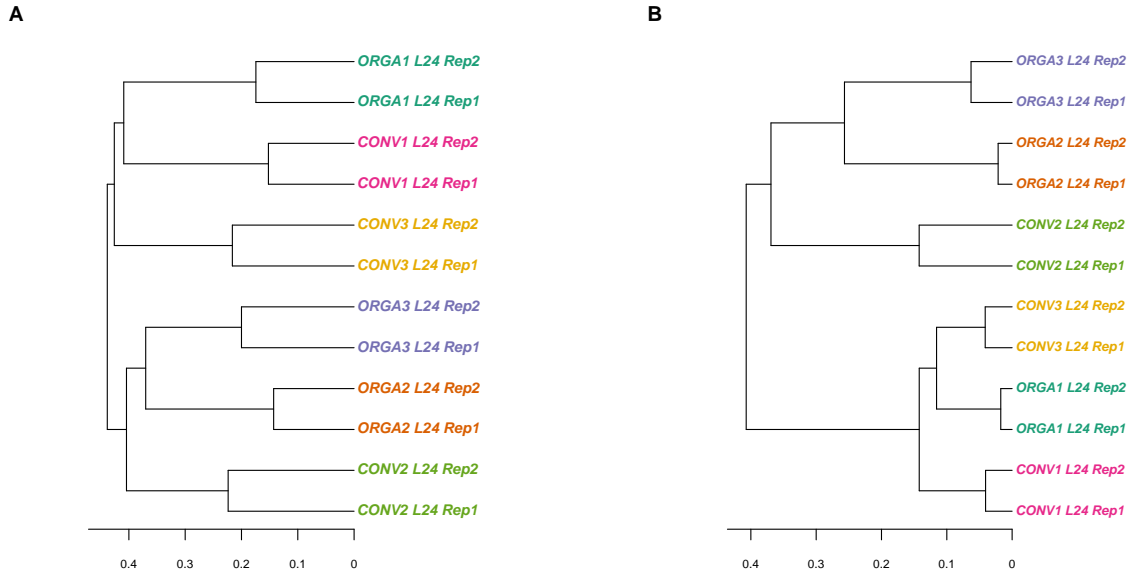 A
ORGA1 L24 Rep2
ORGA1 L24 Rep1
CONV1 L24 Rep2
CONV1 L24 Rep1
CONV3 L24 Rep2
CONV3 L24 Rep1
ORGA3 L24 Rep2
ORGA3 L24 Rep1
ORGA2 L24 Rep2
ORGA2 L24 Rep1
CONV2 L24 Rep2
CONV2 L24 Rep1
0.4 0.3 0.2 0.1 0
B
ORGA3 L24 Rep2
ORGA3 L24 Rep1
ORGA2 L24 Rep2
ORGA2 L24 Rep1
CONV2 L24 Rep2
CONV2 L24 Rep1
CONV3 L24 Rep2
CONV3 L24 Rep1
ORGA1 L24 Rep2
ORGA1 L24 Rep1
CONV1 L24 Rep2
CONV1 L24 Rep1
0.4 0.3 0.2 0.1 0